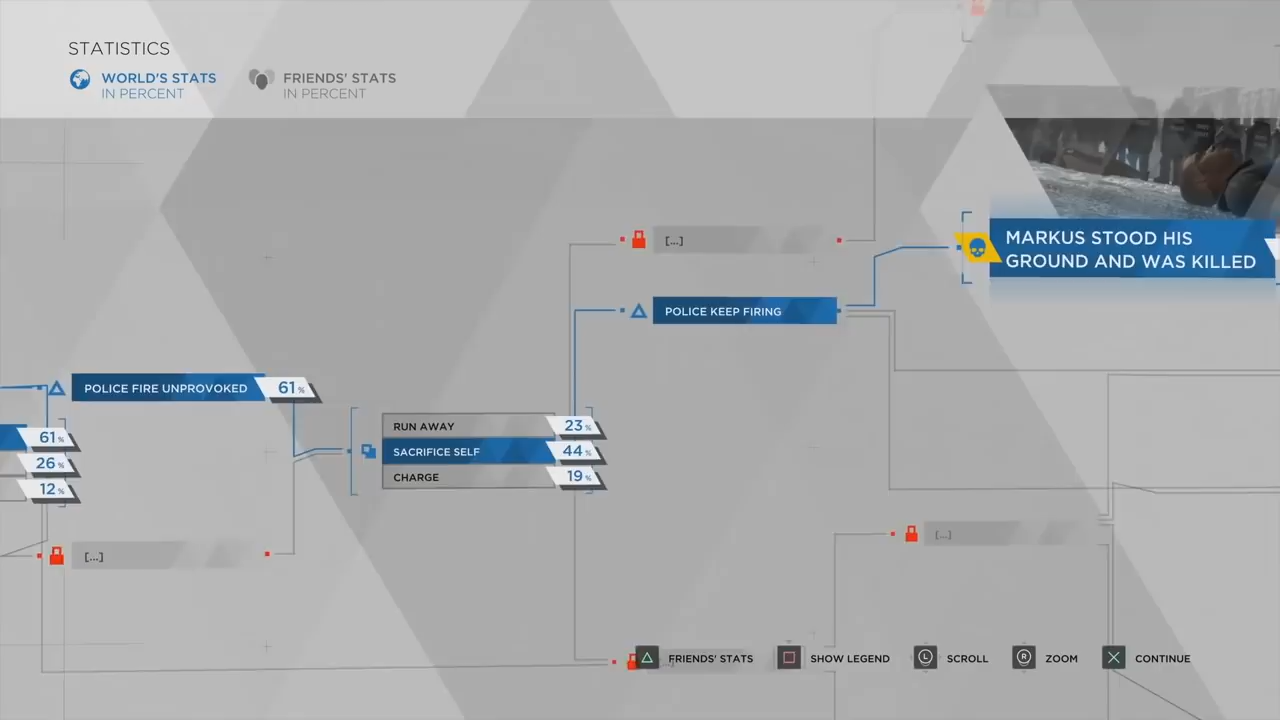 STATISTICS
WORLD'S STATS
IN PERCENT
FRIENDS' STATS
IN PERCENT
[...]
MARKUS STOOD HIS
GROUND AND WAS KILLED
POLICE KEEP FIRING
POLICE FIRE UNPROVOKED 61%
61%
26%
12%
RUN AWAY 23%
SACRIFICE SELF 44%
CHARGE 19%
[...]
[...]
FRIENDS' STATS
SHOW LEGEND
L SCROLL
R ZOOM
CONTINUE